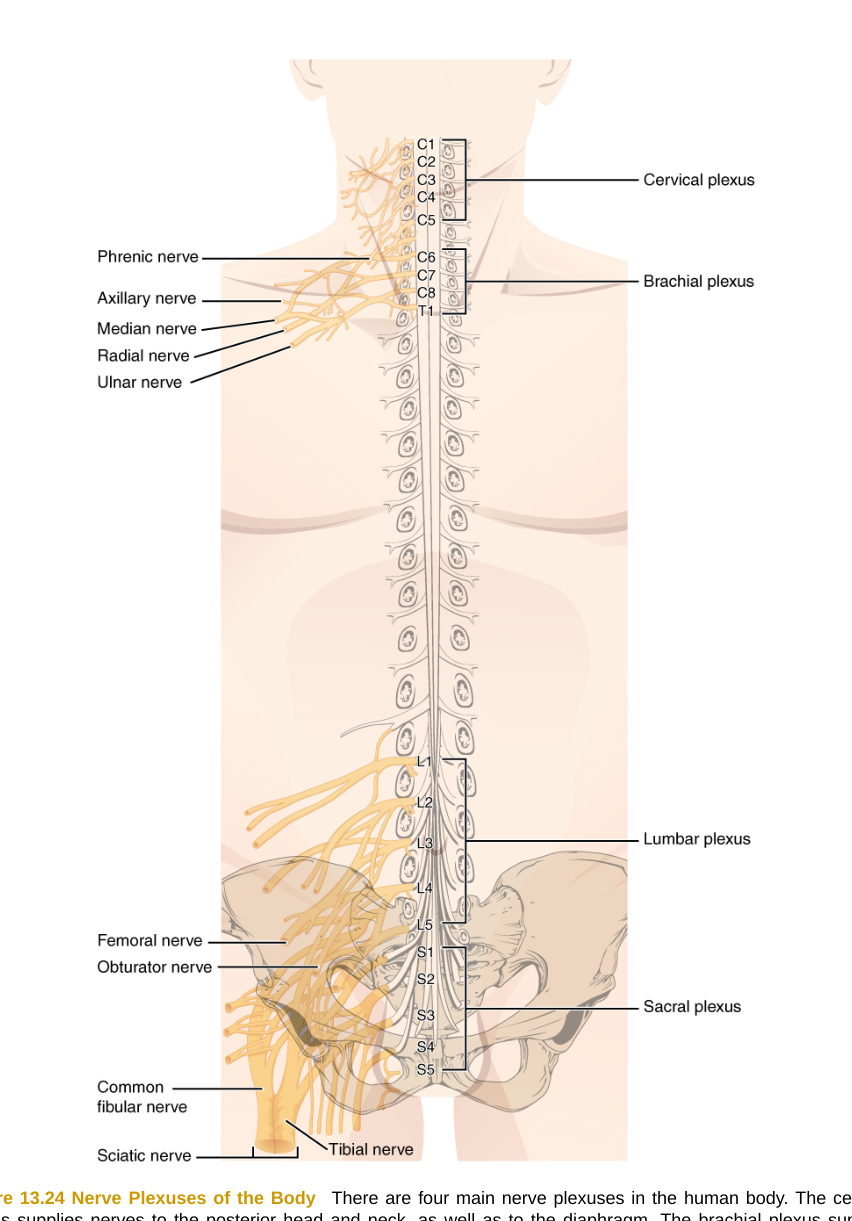 C1
C2
C3
C4
C5
Cervical plexus
Phrenic nerve
C6
C7
C8
T1
Brachial plexus
Axillary nerve
Median nerve
Radial nerve
Ulnar nerve
L1
L2
L3
L4
L5
Lumbar plexus
Femoral nerve
Obturator nerve
S1
S2
S3
S4
S5
Sacral plexus
Common
fibular nerve
Sciatic nerve
Tibial nerve
re 13.24 Nerve Plexuses of the Body There are four main nerve plexuses in the human body. The ce
s supplies nerves to the posterior head and neck, as well as to the diaphragm. The brachial plexus sup